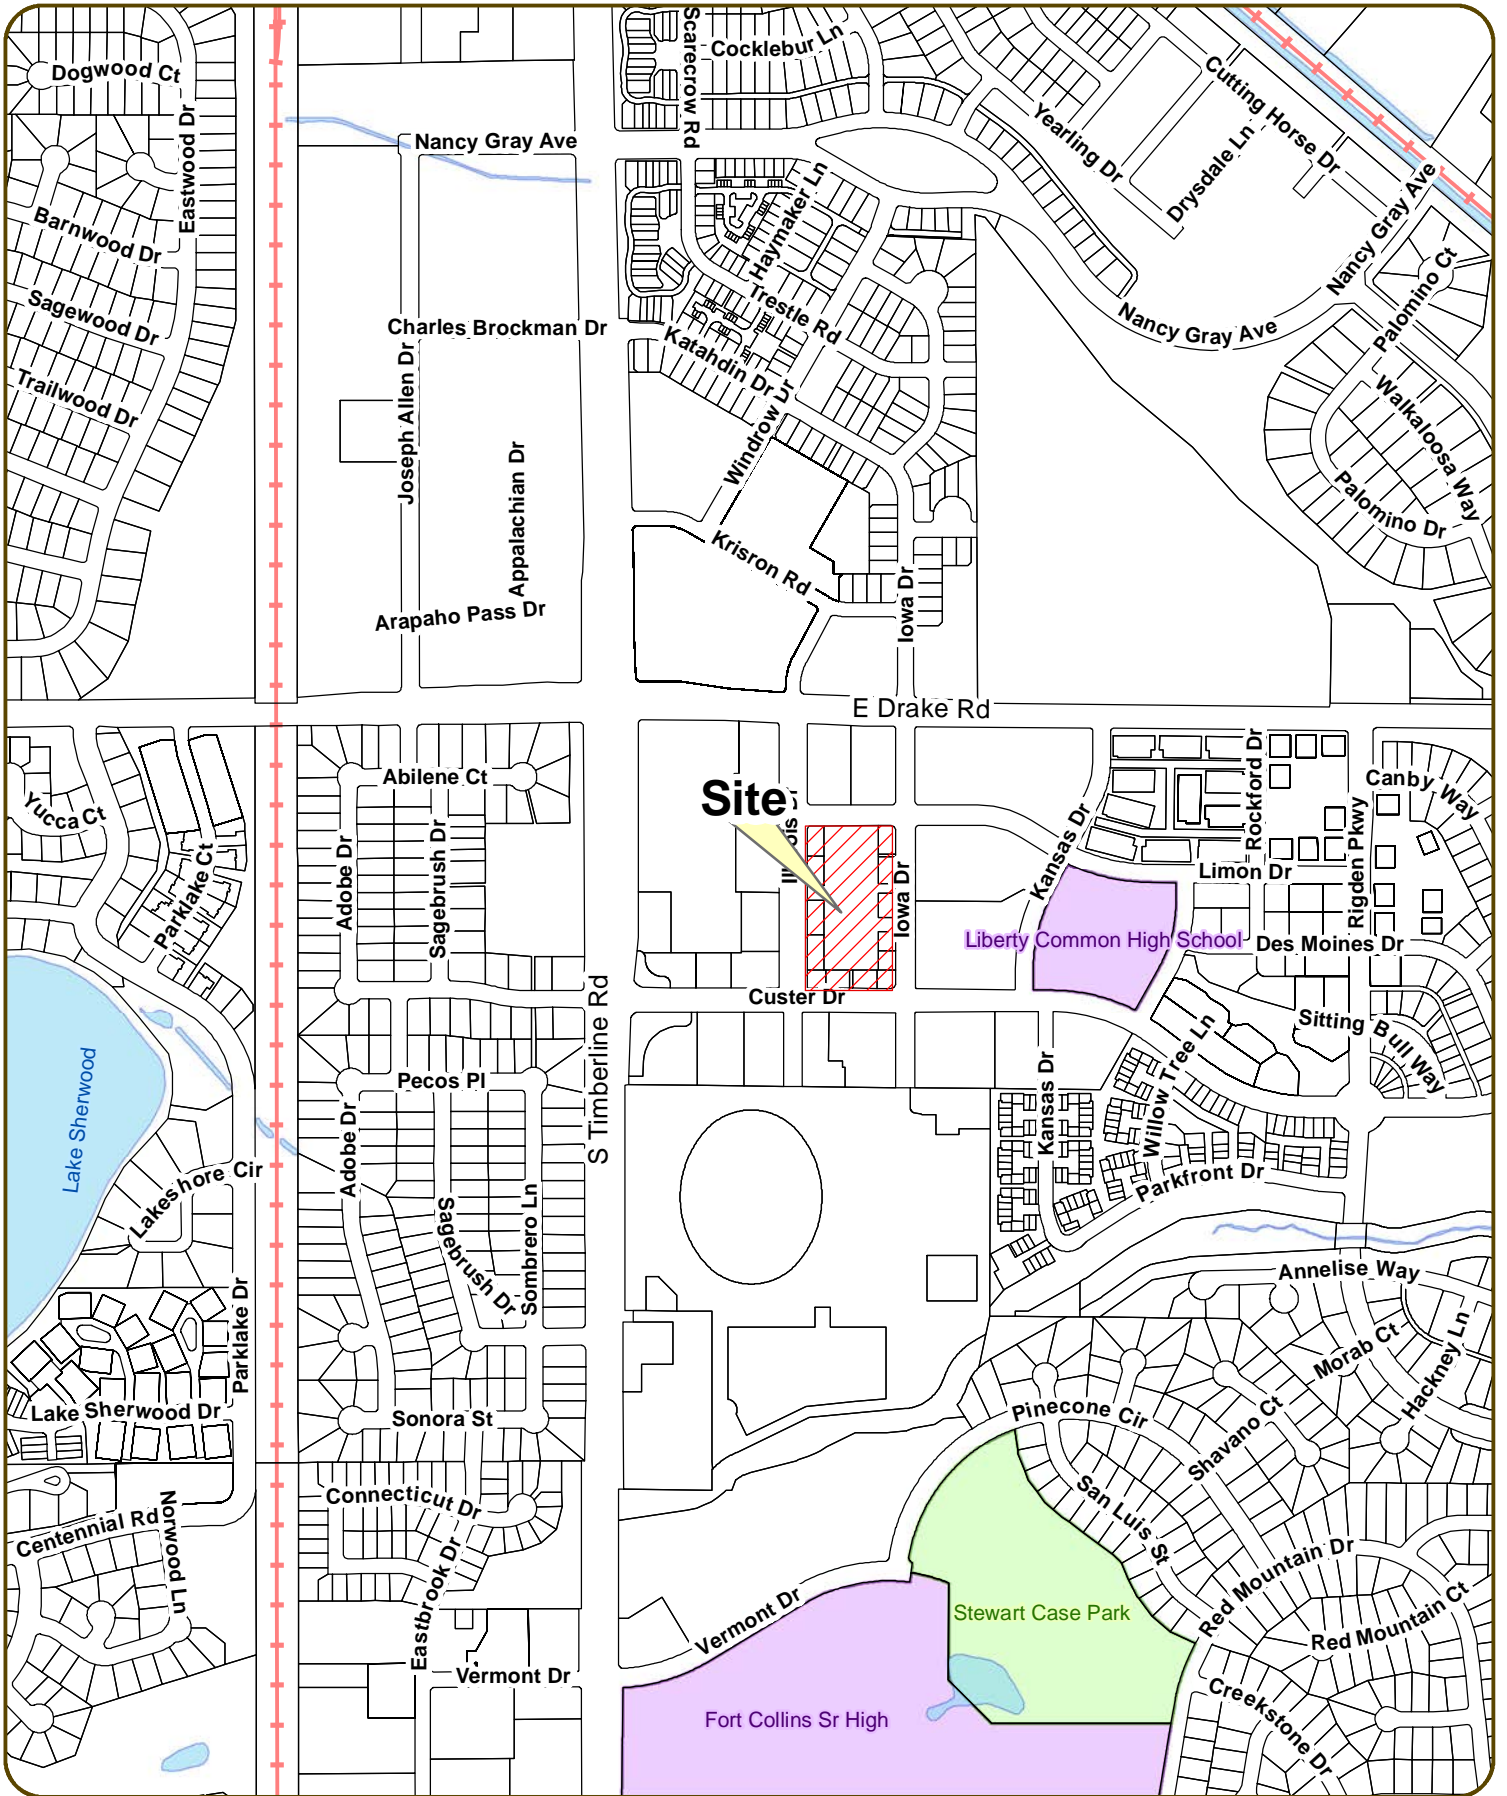 Scarecrow Rd
Cocklebur Ln
Dogwood Ct
Cutting Horse Dr
Eastwood Dr
Nancy Gray Ave
Yearling Dr
Drysdale Ln
Haymaker Ln
Nancy Gray Ave
Barnwood Dr
Palomino Ct
Sagewood Dr
Charles Brockman Dr
Trestle Rd
Nancy Gray Ave
Katahdin Dr
Trailwood Dr
Joseph Allen Dr
Windrow Dr
Walkaloosa Way
Appalachian Dr
Palomino Dr
Krisron Rd
Iowa Dr
Arapaho Pass Dr
E Drake Rd
Abilene Ct
Site
Rockford Dr
Canby Way
Yucca Ct
Adobe Dr
Sagebrush Dr
Kansas Dr
Rigden Pkwy
Parklake Ct
Iowa Dr
Limon Dr
Liberty Common High School
Des Moines Dr
Custer Dr
S Timberline Rd
Sitting Bull Way
Willow Tree Ln
Kansas Dr
Pecos Pl
Lake Sherwood
Adobe Dr
Lakeshore Cir
Parkfront Dr
Sagebrush Dr
Sombrero Ln
Annelise Way
Parklake Dr
Morab Ct
Hackney Ln
Lake Sherwood Dr
Sonora St
Pinecone Cir
Shavano Ct
Connecticut Dr
San Luis St
Centennial Rd
Norwood Ln
Eastbrook Dr
Red Mountain Dr
Vermont Dr
Stewart Case Park
Red Mountain Ct
Vermont Dr
Creekstone Dr
Fort Collins Sr High